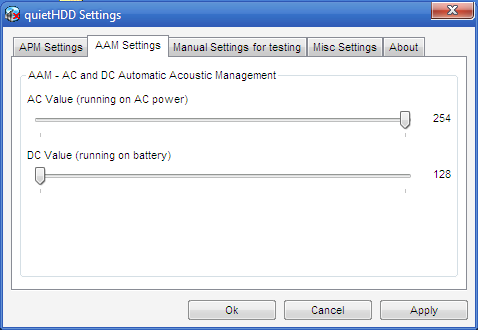 quietHDD Settings
APM Settings AAM Settings Manual Settings for testing Misc Settings About
AAM - AC and DC Automatic Acoustic Management
AC Value (running on AC power)
254
DC Value (running on battery)
128
Ok Cancel Apply